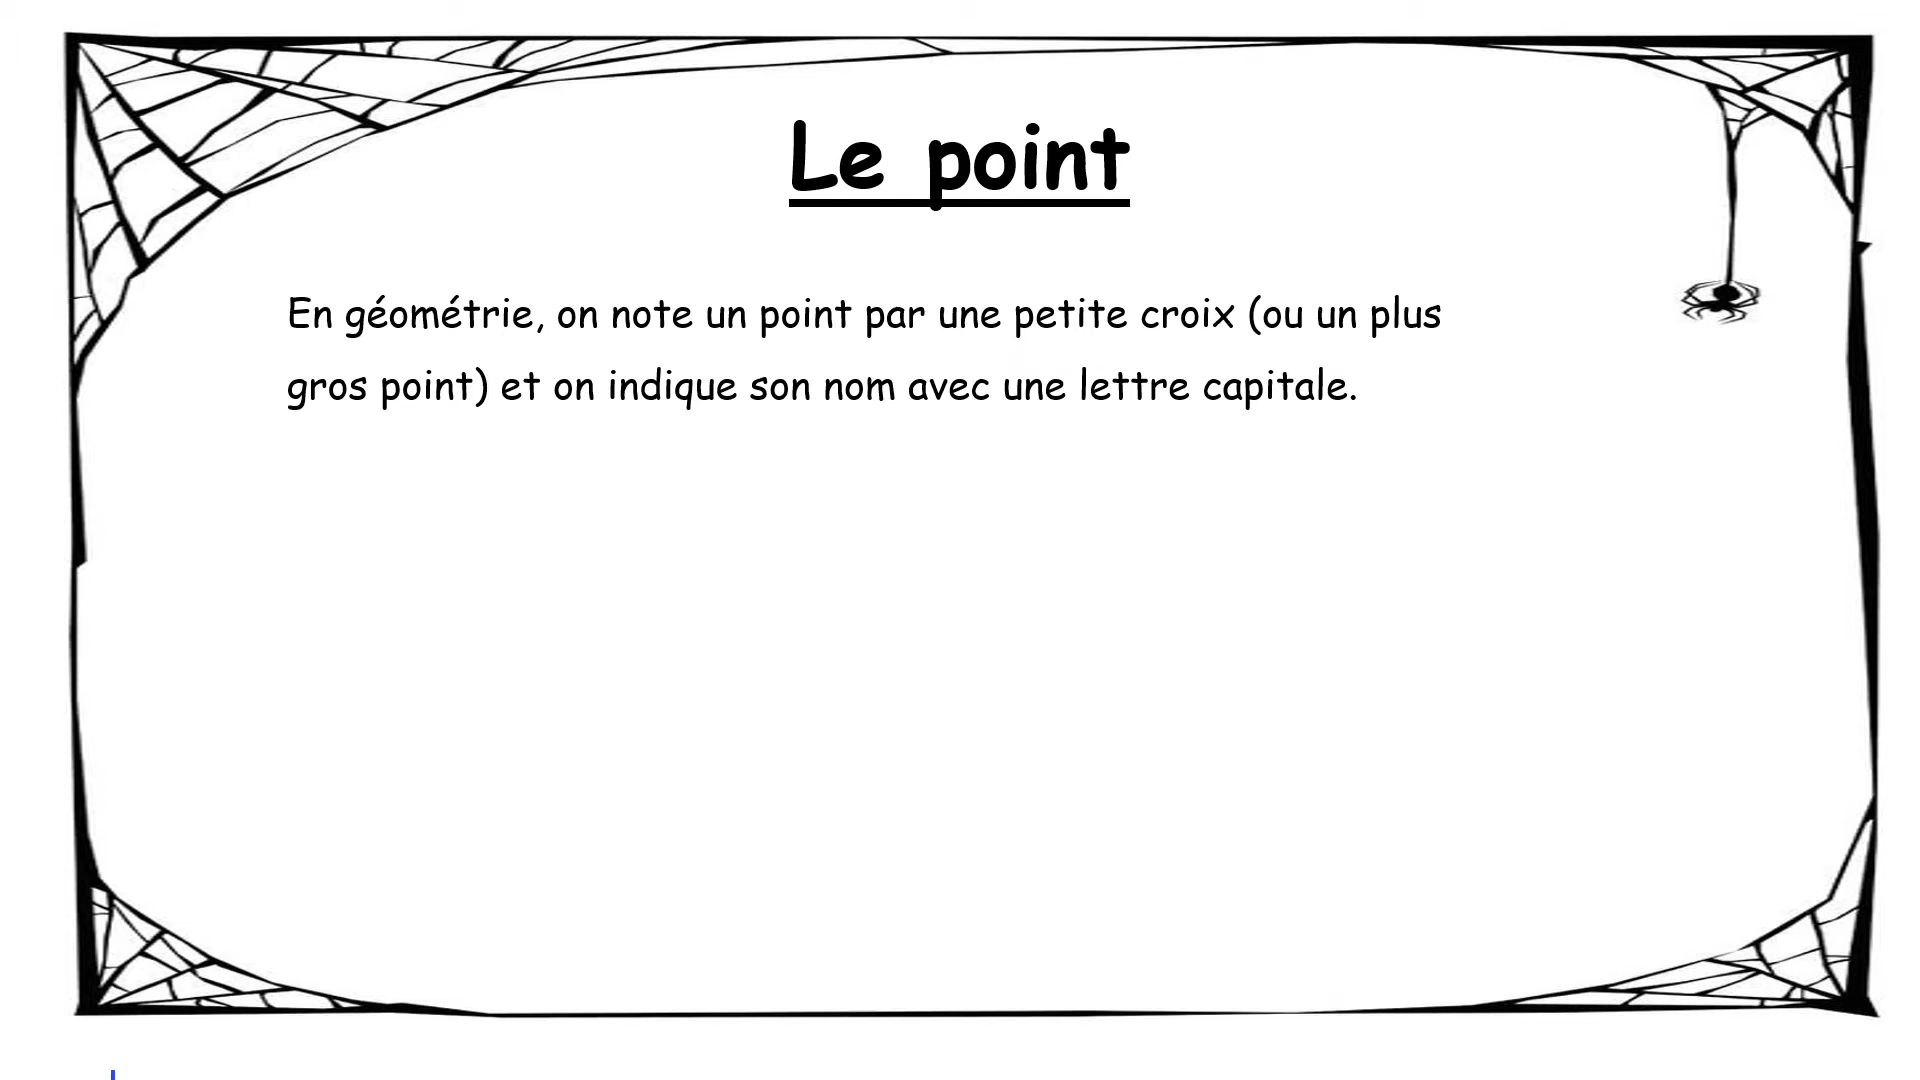 Le point
En géométrie, on note un point par une petite croix (ou un plus
gros point) et on indique son nom avec une lettre capitale.